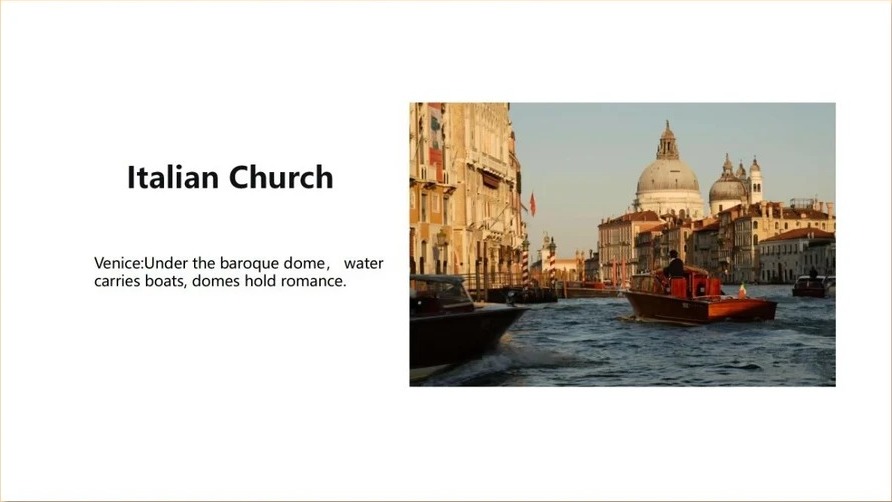 Italian Church
Venice:Under the baroque dome， water
carries boats, domes hold romance.